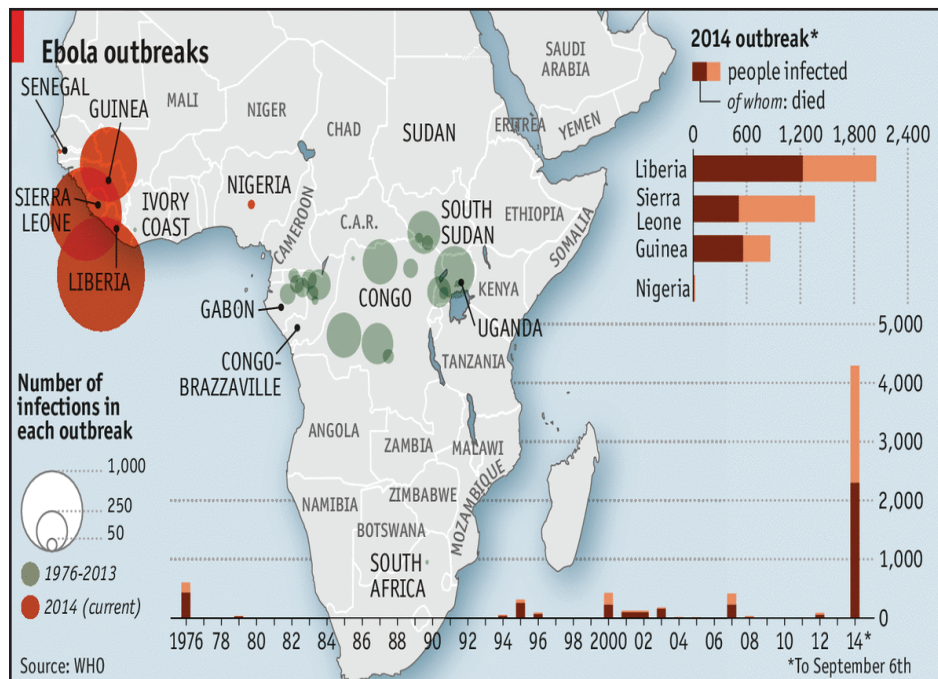 Ebola outbreaks
SENEGAL
GUINEA
MALI
NIGER
CHAD
SUDAN
ERITREA
YEMEN
SAUDI
ARABIA
SIERRA
LEONE
IVORY
COAST
NIGERIA
CAMEROON
C.A.R.
SOUTH
SUDAN
ETHIOPIA
SOMALIA
LIBERIA
GABON
CONGO
KENYA
UGANDA
CONGO-
BRAZZAVILLE
TANZANIA
ANGOLA
ZAMBIA
MALAWI
MOZAMBIQUE
NAMIBIA
ZIMBABWE
BOTSWANA
SOUTH
AFRICA
2014 outbreak*
people infected
of whom: died
0 600 1,200 1,800 2,400
Liberia
Sierra
Leone
Guinea
Nigeria
Number of
infections in
each outbreak
1,000
250
50
1976-2013
2014 (current)
5,000
4,000
3,000
2,000
1,000
0
1976 78 80 82 84 86 88 90 92 94 96 98 2000 02 04 06 08 10 12 14*
Source: WHO
*To September 6th